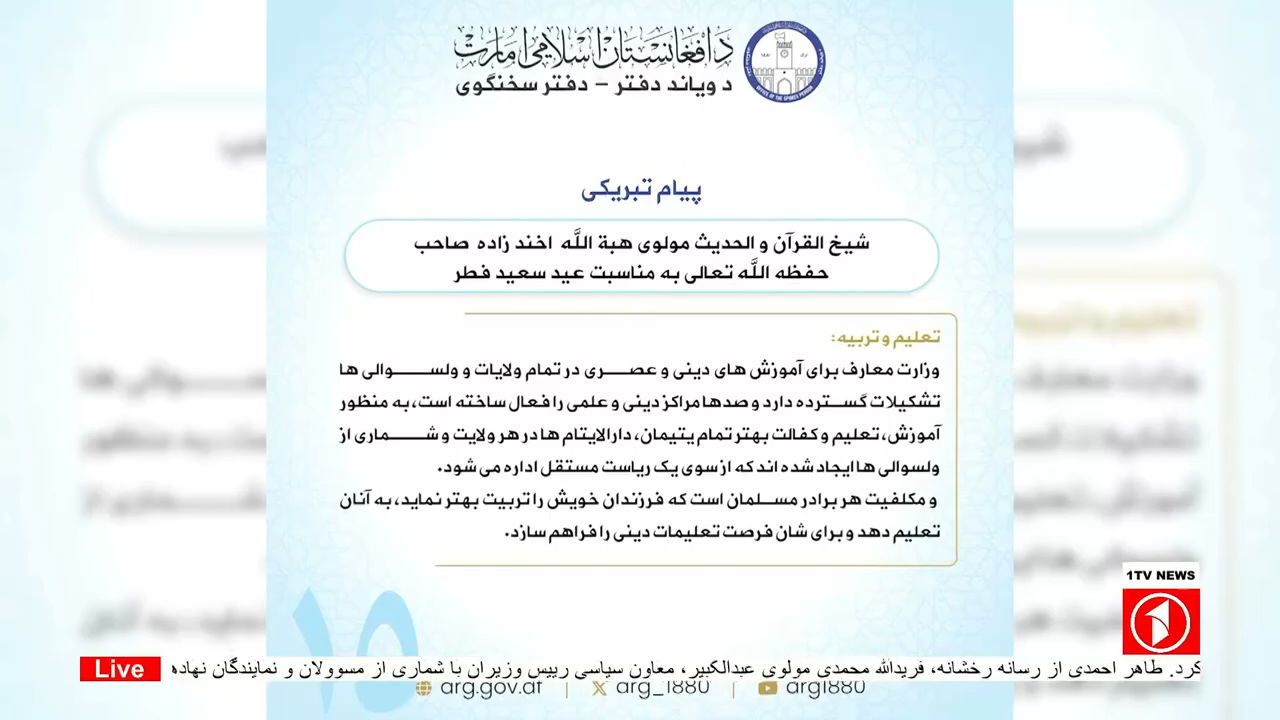 د افغانستان اسلامي امارت
د ویاند دفتر – دفتر سخنگوی
پیام تبریکی
شیخ القرآن و الحدیث مولوی هبة الله اخند زاده صاحب
حفظه الله تعالی به مناسبت عید سعید فطر
تعلیم و تربیه:
وزارت معارف برای آموزش های دینی و عصری در تمام ولایات و ولسوالی ها
تشکیلات گسترده دارد و صدها مراکز دینی و علمی را فعال ساخته است، به منظور
آموزش، تعلیم و کفالت بهتر تمام یتیمان، دارالایتام ها در هر ولایت و شماری از
ولسوالی ها ایجاد شده اند که از سوی یک ریاست مستقل اداره می شود.
و مکلفیت هر برادر مسلمان است که فرزندان خویش را تربیت بهتر نماید، به آنان
تعلیم دهد و برای شان فرصت تعلیمات دینی را فراهم سازد.
۱۵
1TV NEWS
Live
کرد. طاهر احمدی از رسانه رخشانه، فریدالله محمدی مولوی عبدالکبیر، معاون سیاسی رییس وزیران با شماری از مسوولان و نمایندگان نهاده
arg.gov.af | arg_1880 | arg1880